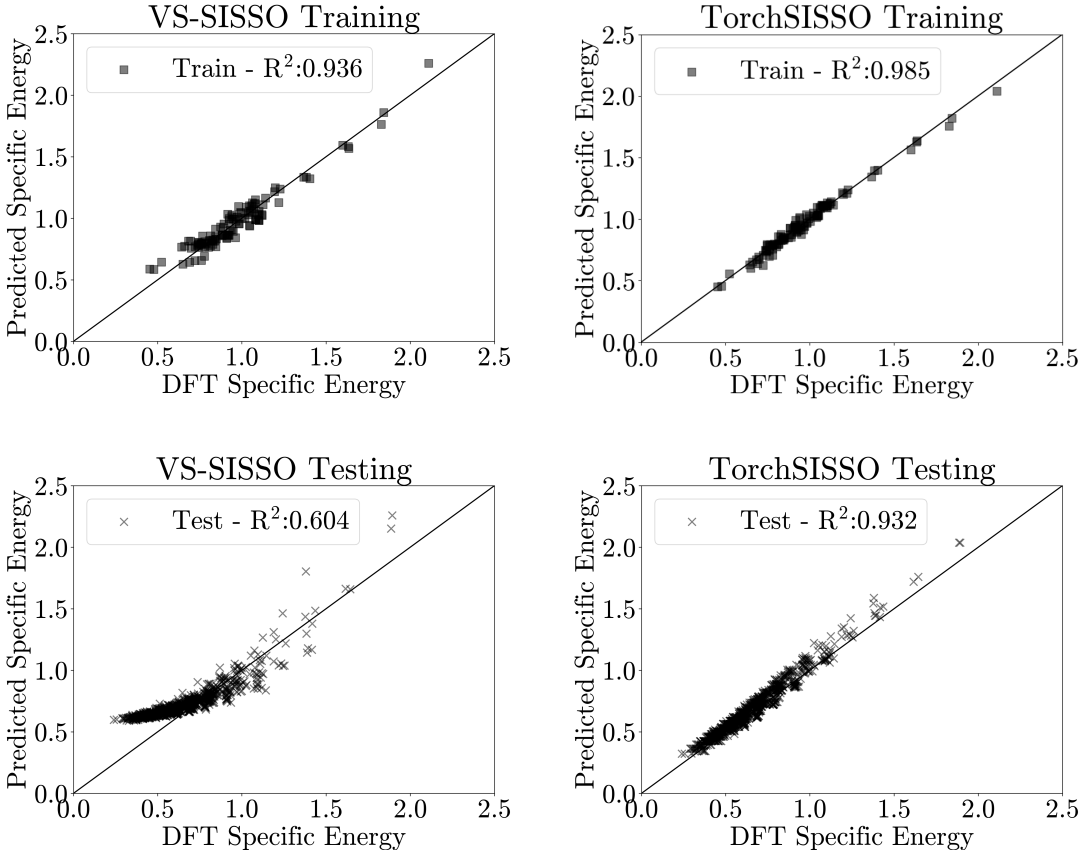 VS-SISSO Training
Predicted Specific Energy
2.5
2.0
1.5
1.0
0.5
0.0
Train - R²:0.936
0.0 0.5 1.0 1.5 2.0 2.5
DFT Specific Energy
TorchSISSO Training
Predicted Specific Energy
2.5
2.0
1.5
1.0
0.5
0.0
Train - R²:0.985
0.0 0.5 1.0 1.5 2.0 2.5
DFT Specific Energy
VS-SISSO Testing
Predicted Specific Energy
2.5
2.0
1.5
1.0
0.5
0.0
Test - R²:0.604
0.0 0.5 1.0 1.5 2.0 2.5
DFT Specific Energy
TorchSISSO Testing
Predicted Specific Energy
2.5
2.0
1.5
1.0
0.5
0.0
Test - R²:0.932
0.0 0.5 1.0 1.5 2.0 2.5
DFT Specific Energy